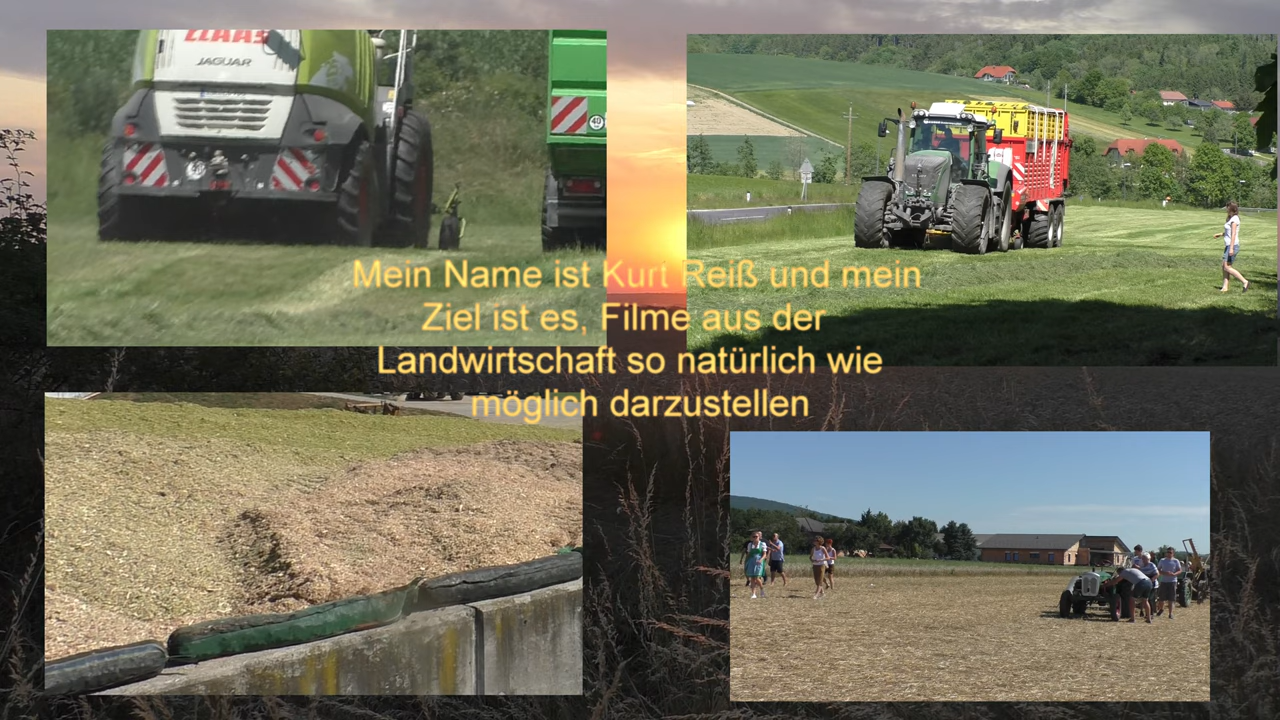 CLAAS
JAGUAR
40
Mein Name ist Kurt Reiß und mein
Ziel ist es, Filme aus der
Landwirtschaft so natürlich wie
möglich darzustellen